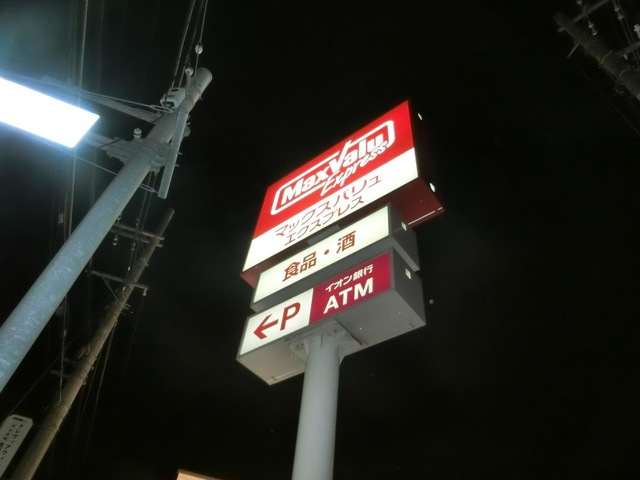 MaxValu
Express
マックスバリュ
エクスプレス
食品・酒
イオン銀行
←P ATM